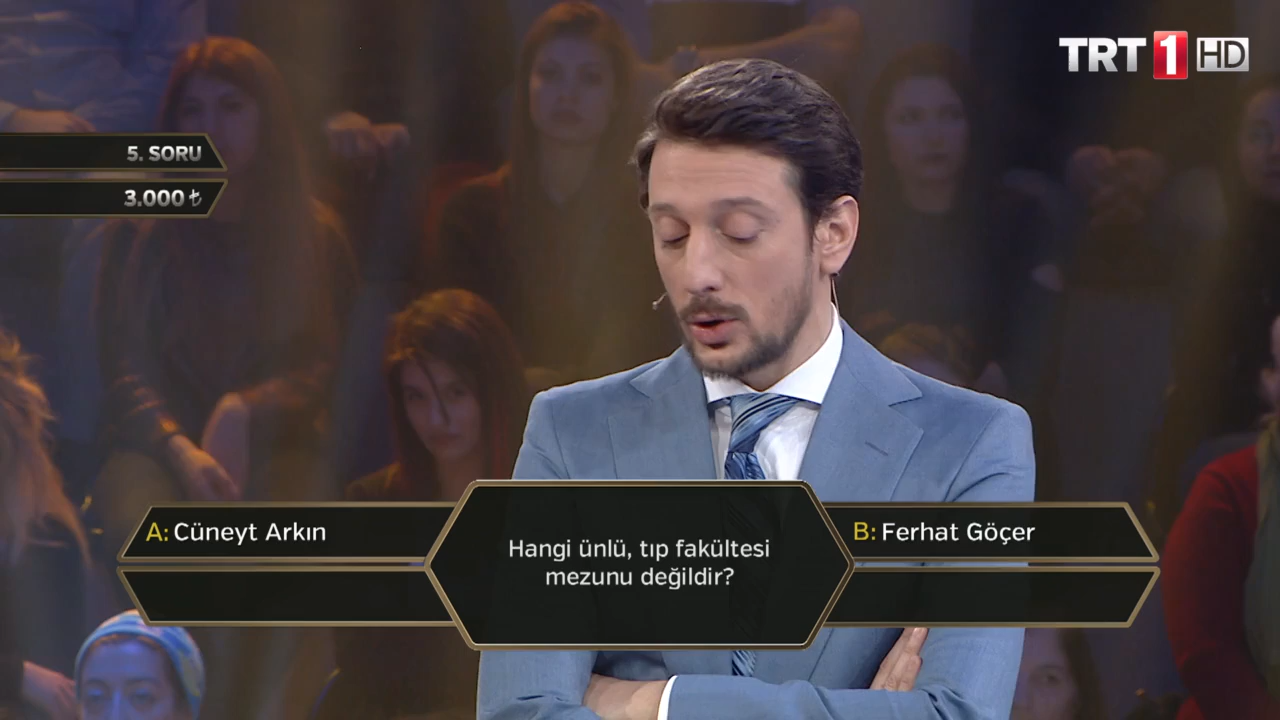 TRT 1 HD
5. SORU
3.000 ₺
A: Cüneyt Arkın
B: Ferhat Göçer
Hangi ünlü, tıp fakültesi
mezunu değildir?